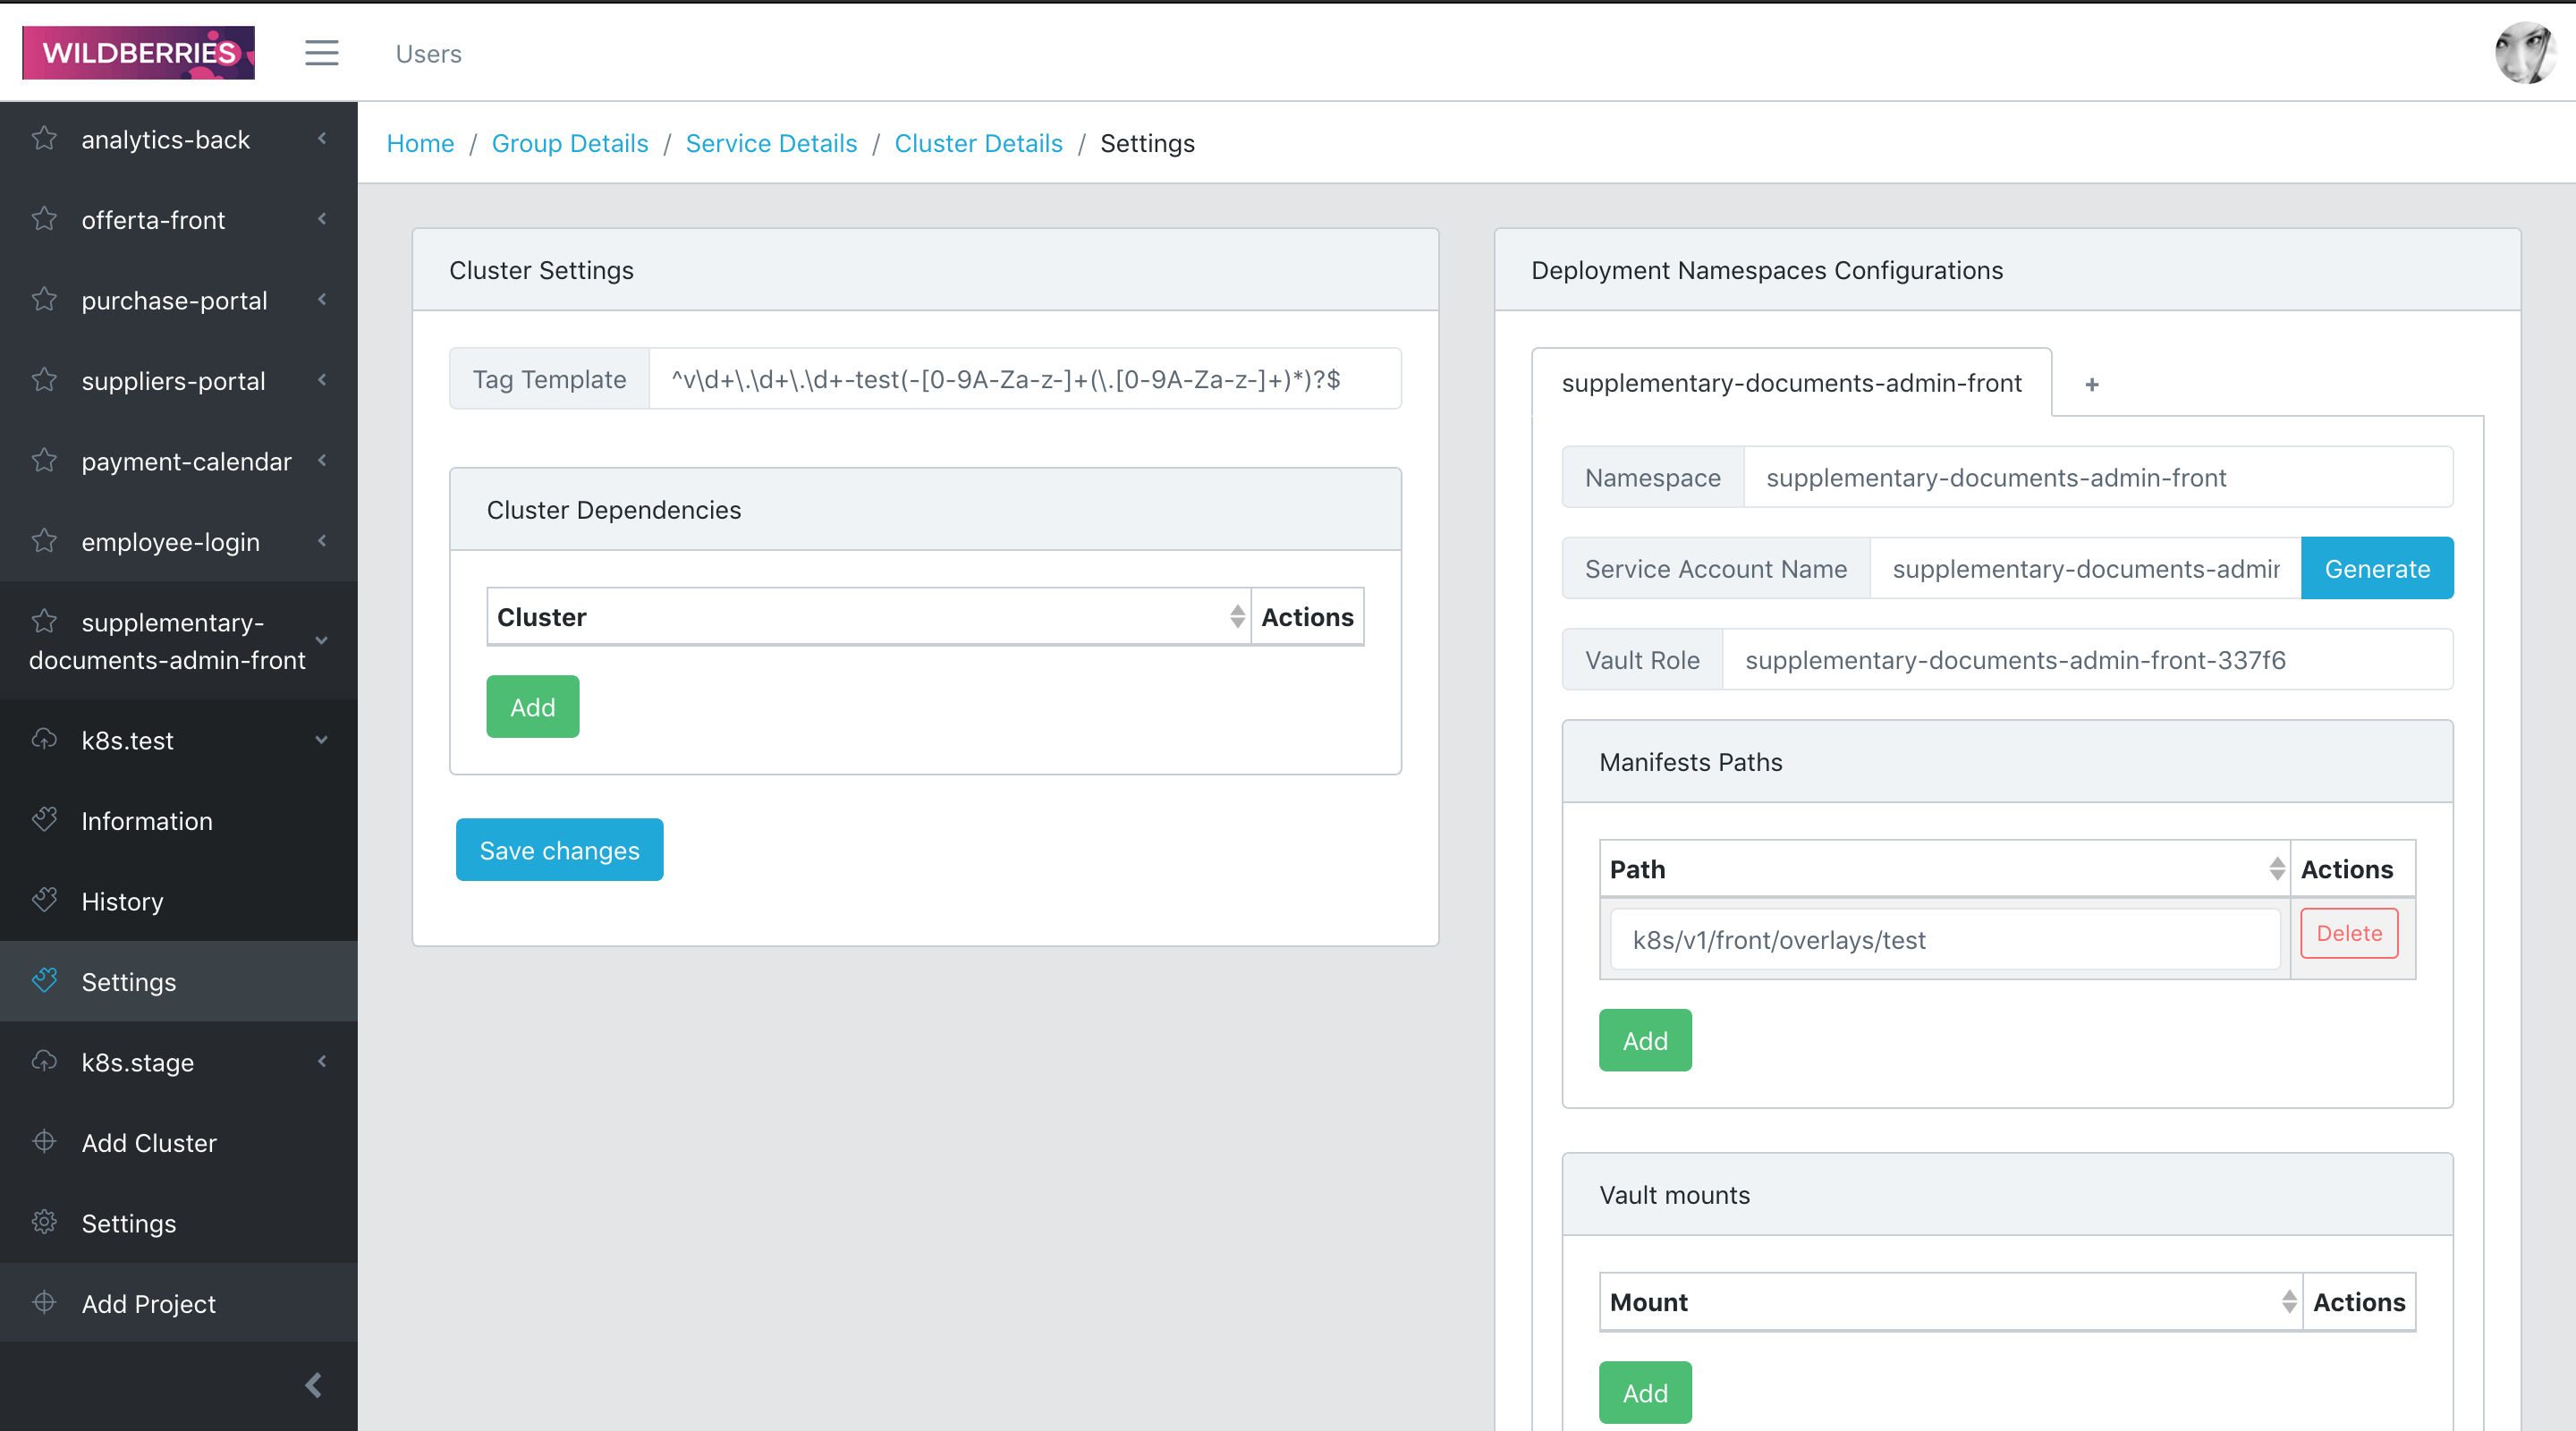 WILDBERRIES
Users
analytics-back
offerta-front
purchase-portal
suppliers-portal
payment-calendar
employee-login
supplementary-
documents-admin-front
k8s.test
Information
History
Settings
k8s.stage
Add Cluster
Settings
Add Project
Home / Group Details / Service Details / Cluster Details / Settings
Cluster Settings
Tag Template ^v\d+\.\d+\.\d+-test(-[0-9A-Za-z-]+(\.[0-9A-Za-z-]+)*)?$
Cluster Dependencies
Cluster Actions
Add
Save changes
Deployment Namespaces Configurations
supplementary-documents-admin-front +
Namespace supplementary-documents-admin-front
Service Account Name supplementary-documents-admin Generate
Vault Role supplementary-documents-admin-front-337f6
Manifests Paths
Path Actions
k8s/v1/front/overlays/test Delete
Add
Vault mounts
Mount Actions
Add